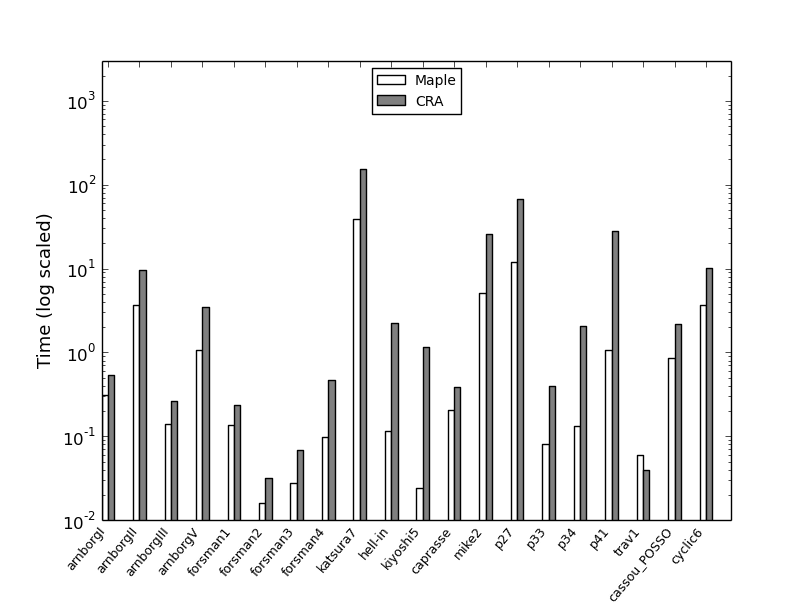 Maple
CRA
Time (log scaled)
10^3
10^2
10^1
10^0
10^-1
10^-2
arnborgI
arnborgII
arnborgIII
arnborgV
forsman1
forsman2
forsman3
forsman4
katsura7
hell-in
kiyoshi5
caprasse
mike2
p27
p33
p34
p41
trav1
cassou_POSSO
cyclic6